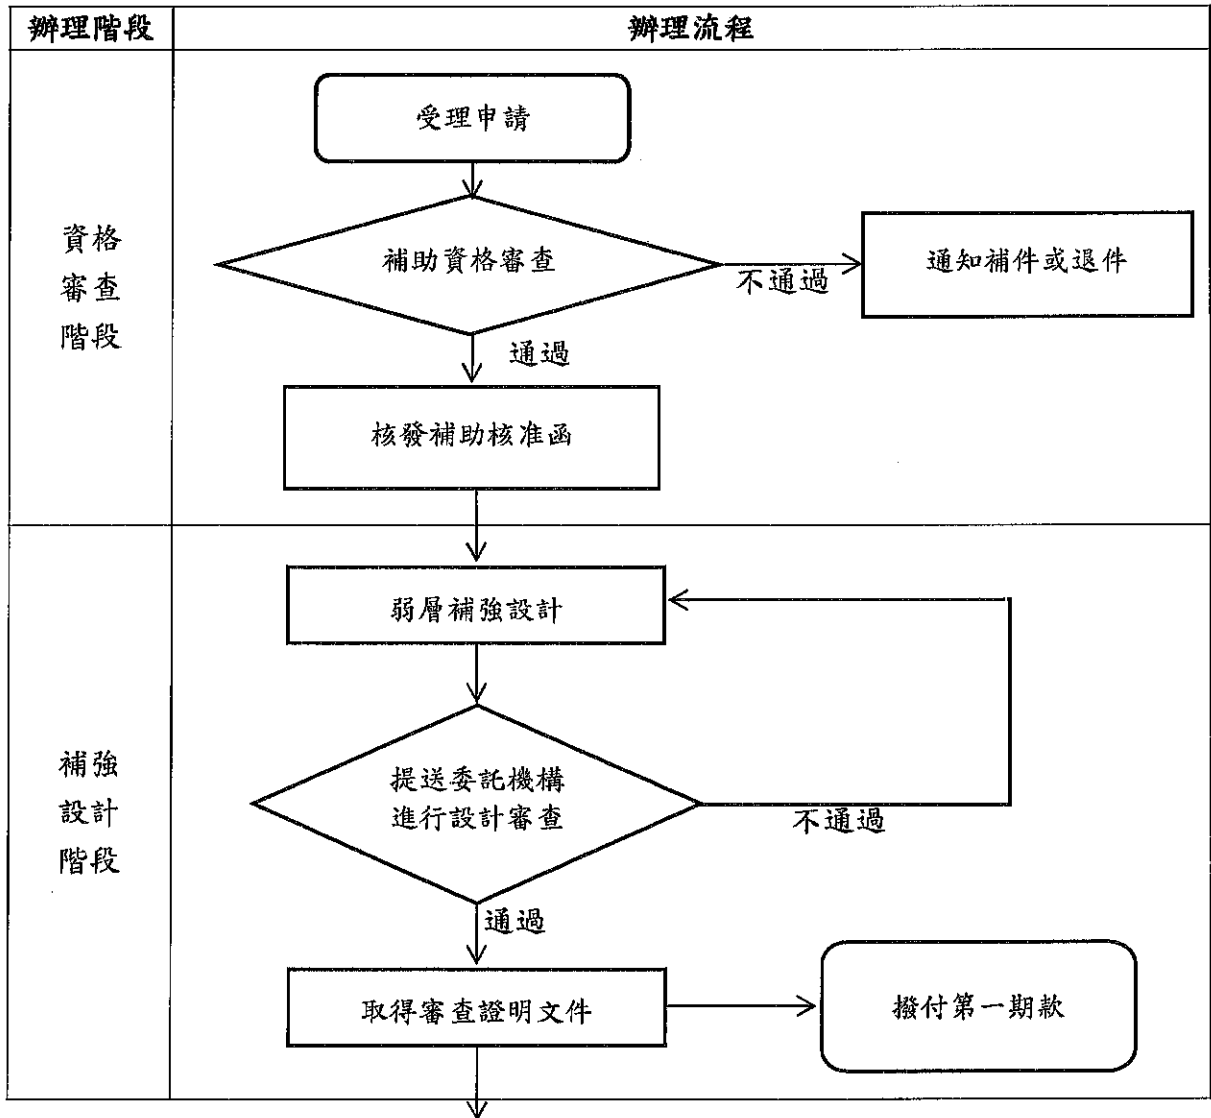 辦理階段
辦理流程
受理申請
資格
審查
階段
補助資格審查
不通過
通知補件或退件
通過
核發補助核准函
補強
設計
階段
弱層補強設計
提送委託機構
進行設計審查
不通過
通過
取得審查證明文件
撥付第一期款